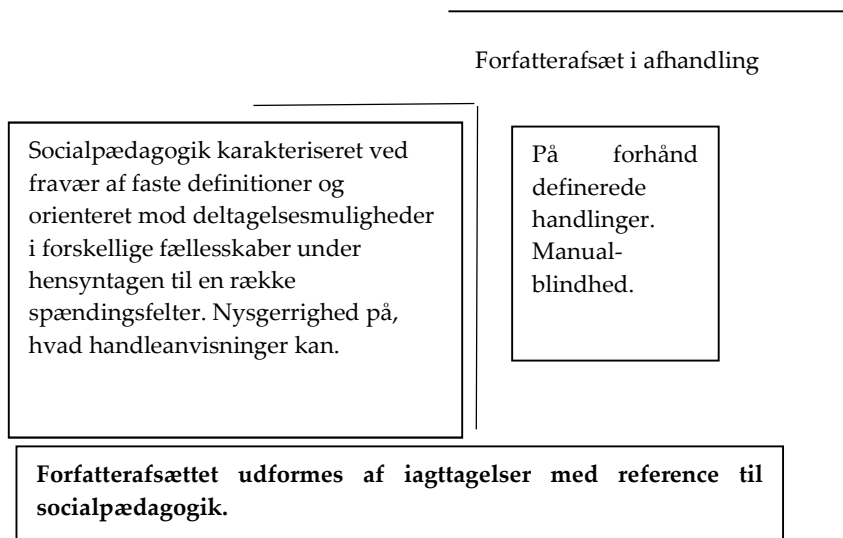 Forfatterafsæt i afhandling
Socialpædagogik karakteriseret ved
fravær af faste definitioner og
orienteret mod deltagelsesmuligheder
i forskellige fællesskaber under
hensyntagen til en række
spændingsfelter. Nysgerrighed på,
hvad handleanvisninger kan.
På forhånd
definerede
handlinger.
Manual-
blindhed.
Forfatterafsættet udformes af iagttagelser med reference til
socialpædagogik.